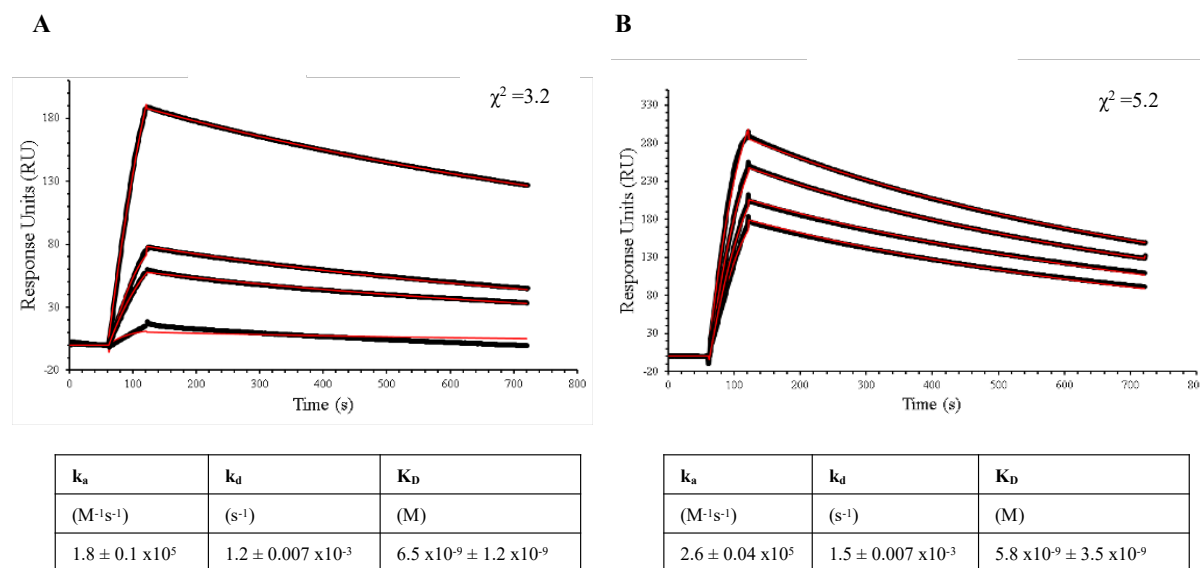 A
B
χ² =3.2
χ² =5.2
Response Units (RU)
180
130
80
30
-20
0 100 200 300 400 500 600 700 800
Time (s)
Response Units (RU)
330
280
230
180
130
80
30
-20
0 100 200 300 400 500 600 700 80
Time (s)
kₐ k_d K_D
(M⁻¹s⁻¹) (s⁻¹) (M)
1.8 ± 0.1 x10⁵ 1.2 ± 0.007 x10⁻³ 6.5 x10⁻⁹ ± 1.2 x10⁻⁹
kₐ k_d K_D
(M⁻¹s⁻¹) (s⁻¹) (M)
2.6 ± 0.04 x10⁵ 1.5 ± 0.007 x10⁻³ 5.8 x10⁻⁹ ± 3.5 x10⁻⁹